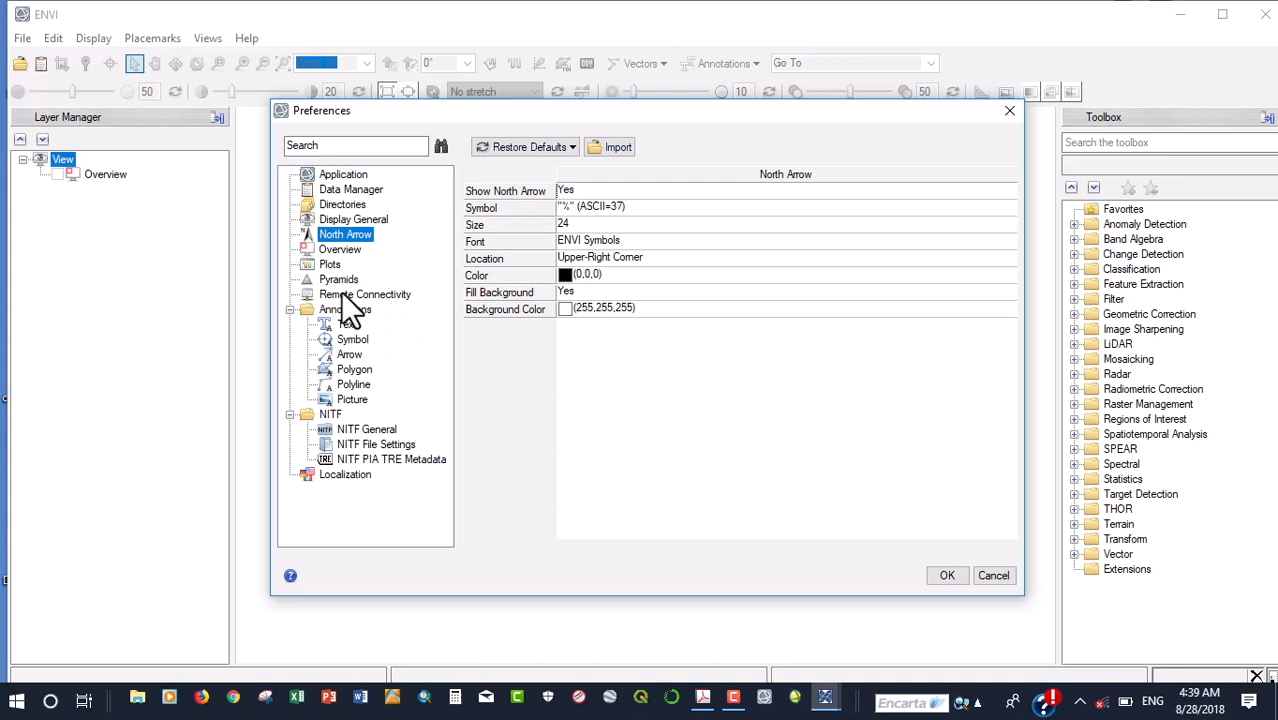 ENVI
File Edit Display Placemarks Views Help
0° Vectors Annotations Go To
50 20 No stretch 10 50
Layer Manager
View
Overview
Preferences
Search
Restore Defaults Import
Application
Data Manager
Directories
Display General
North Arrow
Overview
Plots
Pyramids
Remote Connectivity
Symbol
Arrow
Polygon
Polyline
Picture
NITF
NITF General
NITF File Settings
NITF PIA TRE Metadata
Localization
North Arrow
Show North Arrow Yes
Symbol "%" (ASCII=37)
Size 24
Font ENVI Symbols
Location Upper-Right Corner
Color (0,0,0)
Fill Background Yes
Background Color (255,255,255)
OK Cancel
Toolbox
Search the toolbox
Favorites
Anomaly Detection
Band Algebra
Change Detection
Classification
Feature Extraction
Filter
Geometric Correction
Image Sharpening
LiDAR
Mosaicking
Radar
Radiometric Correction
Raster Management
Regions of Interest
Spatiotemporal Analysis
SPEAR
Spectral
Statistics
Target Detection
THOR
Terrain
Transform
Vector
Extensions
Encarta ENG 4:39 AM
8/28/2018